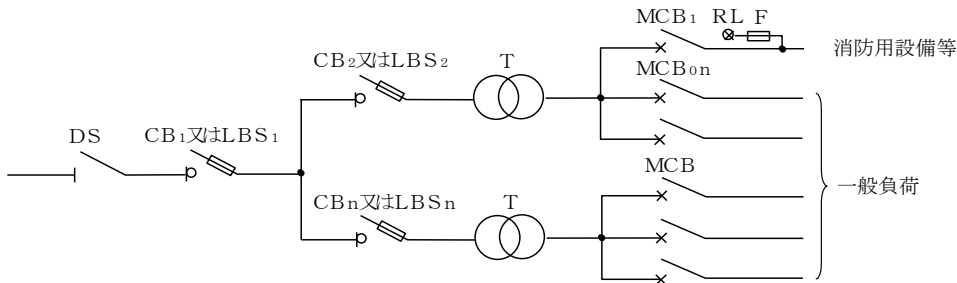 MCB₁ RL F
消防用設備等
CB₂又はLBS₂ T
MCB₀n
DS
CB₁又はLBS₁
MCB
一般負荷
CBn又はLBSn T